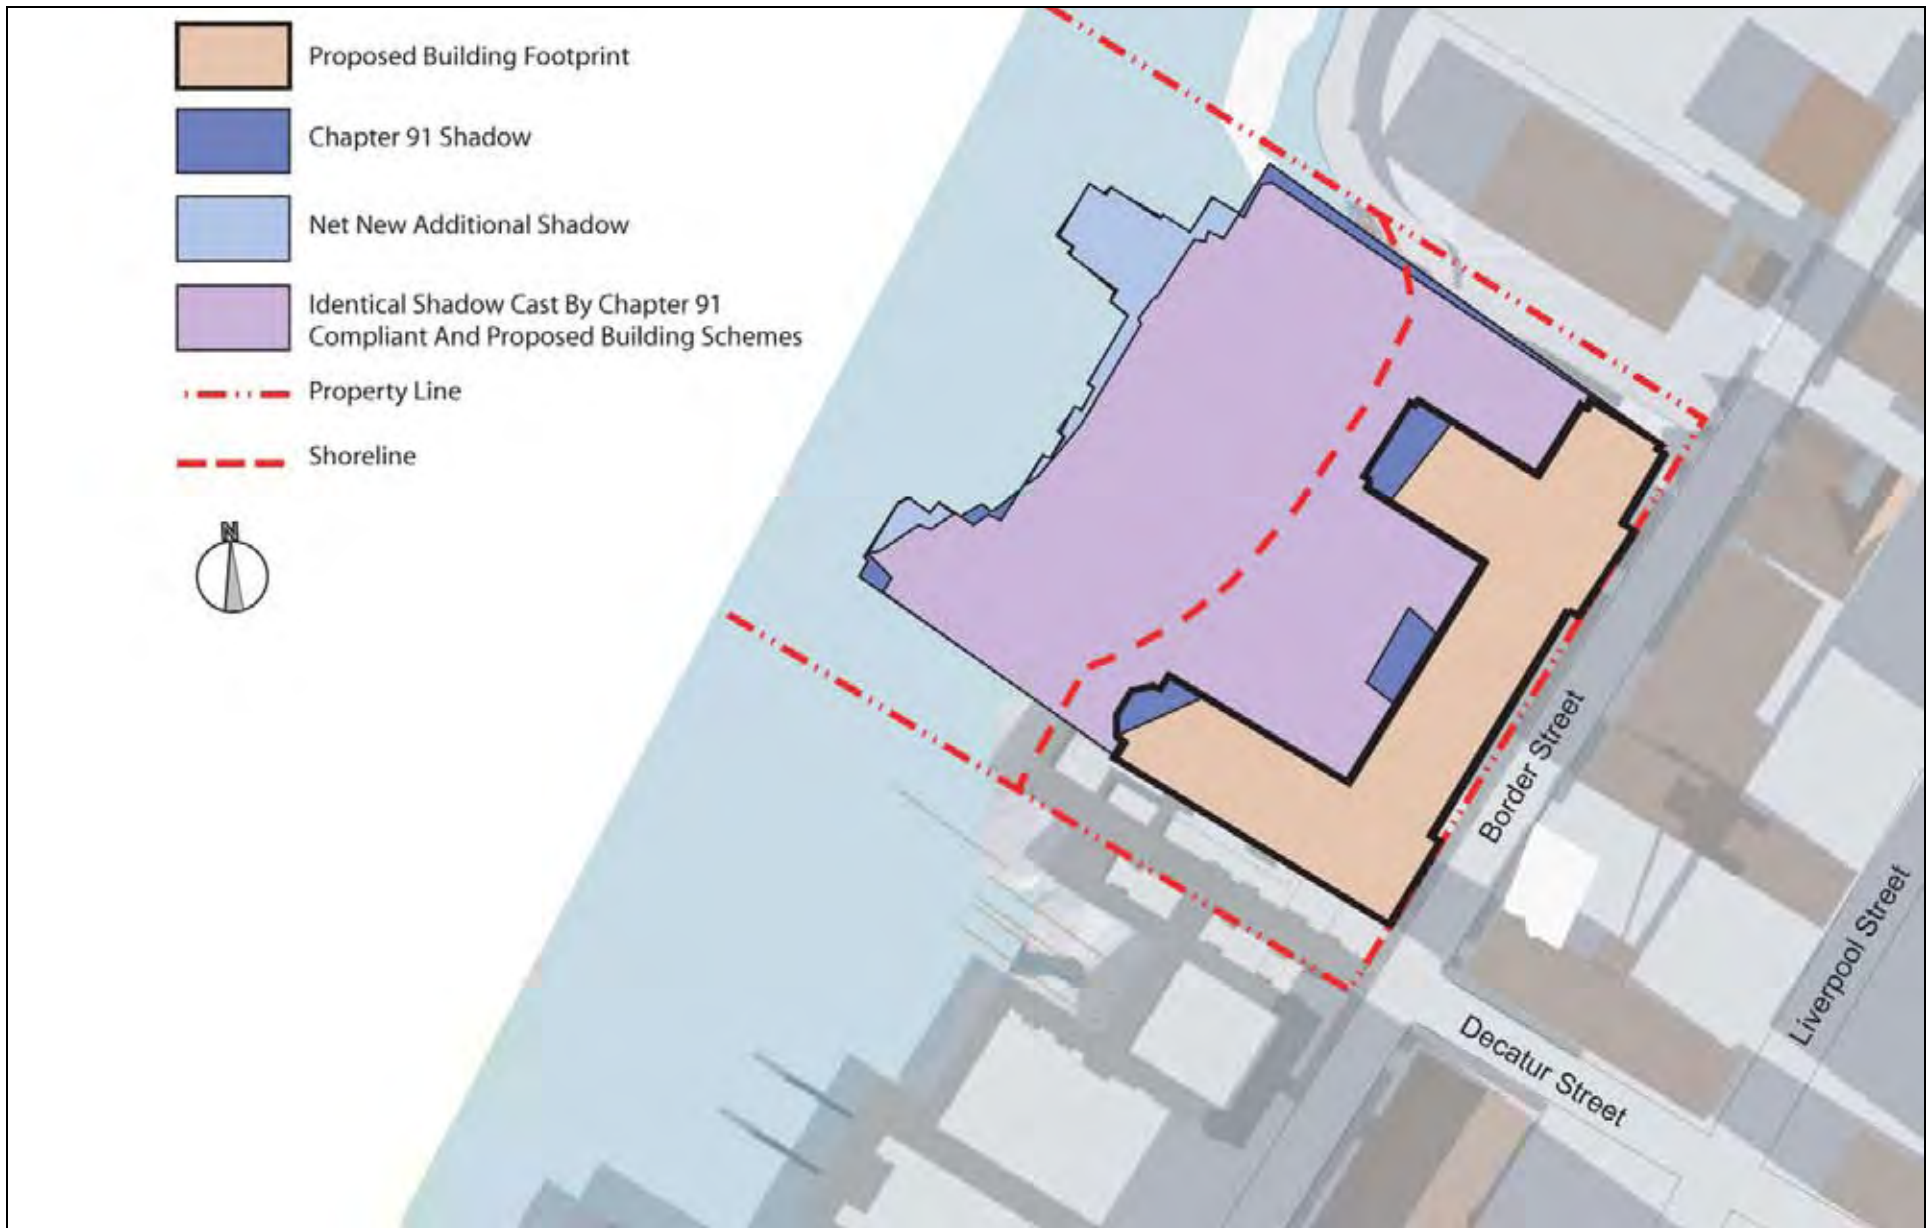 Proposed Building Footprint
Chapter 91 Shadow
Net New Additional Shadow
Identical Shadow Cast By Chapter 91
Compliant And Proposed Building Schemes
Property Line
Shoreline
N
Border Street
Liverpool Street
Decatur Street